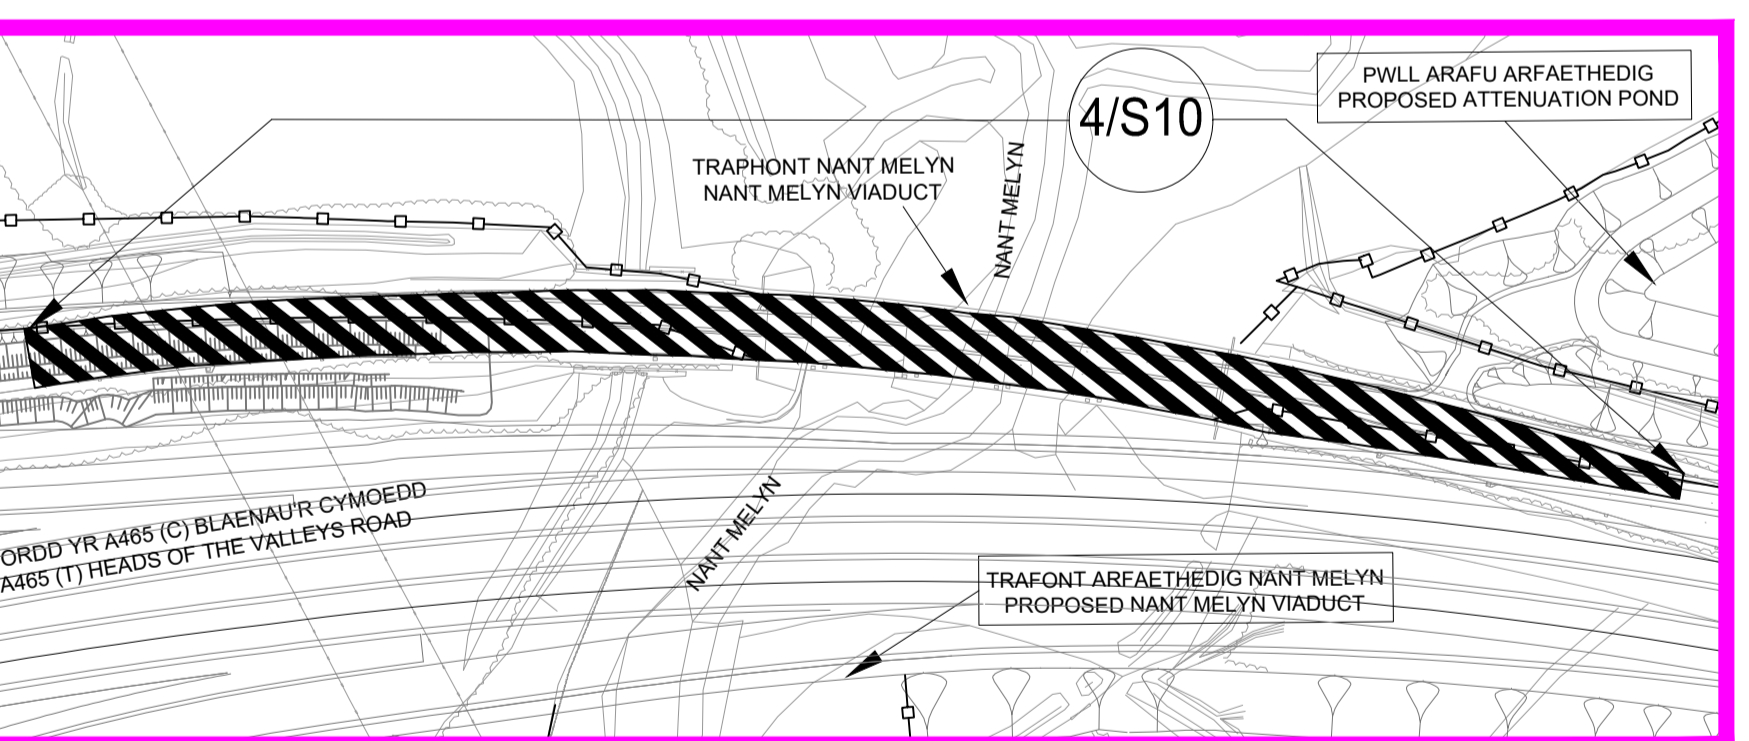 4/S10
PWLL ARAFU ARFAETHEDIG
PROPOSED ATTENUATION POND
TRAPHONT NANT MELYN
NANT MELYN VIADUCT
NANT MELYN
ORDD YR A465 (C) BLAENAU'R CYMOEDD
A465 (T) HEADS OF THE VALLEYS ROAD
NANT MELYN
TRAFONT ARFAETHEDIG NANT MELYN
PROPOSED NANT MELYN VIADUCT